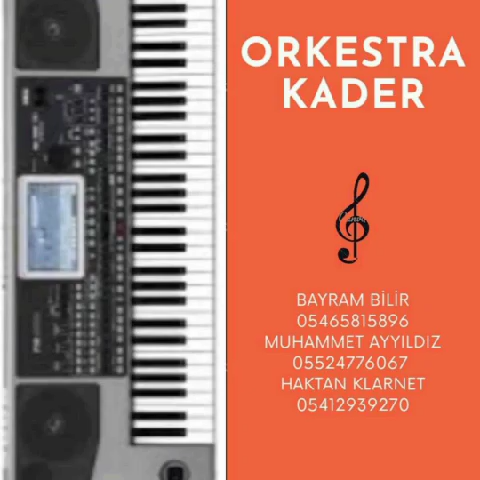 ORKESTRA
KADER
BAYRAM BİLİR
05465815896
MUHAMMET AYYILDIZ
05524776067
HAKTAN KLARNET
05412939270